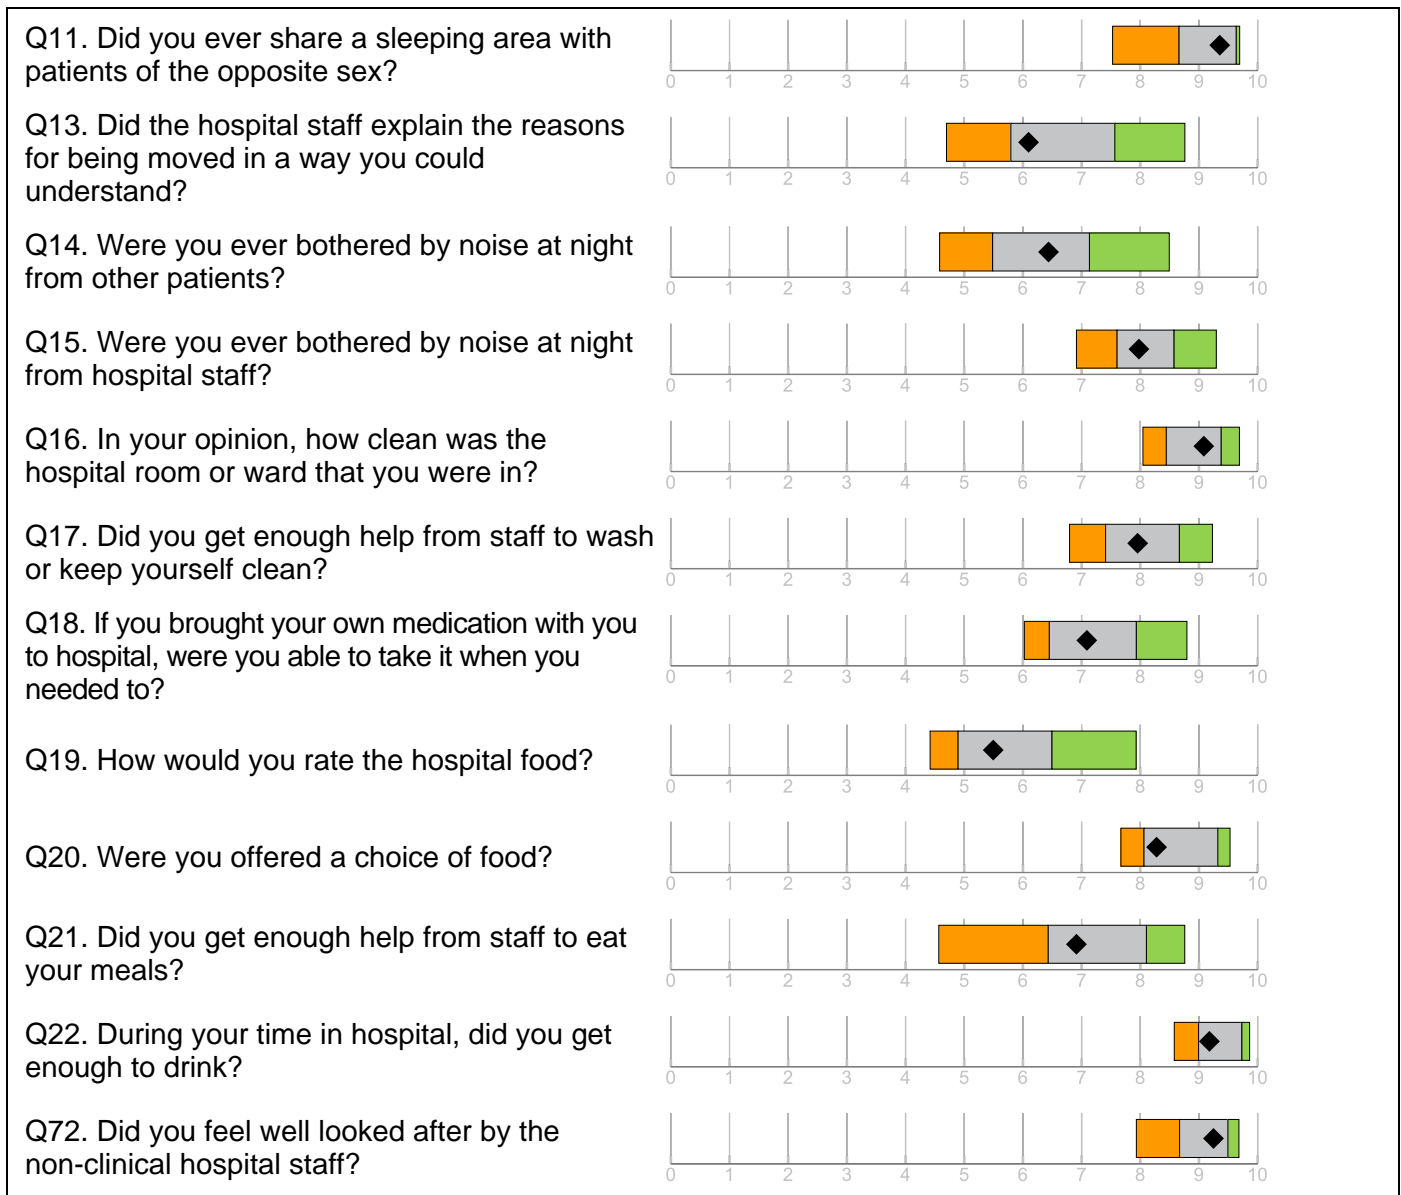 Q11. Did you ever share a sleeping area with
patients of the opposite sex?
0 1 2 3 4 5 6 7 8 9 10
Q13. Did the hospital staff explain the reasons
for being moved in a way you could
understand?
0 1 2 3 4 5 6 7 8 9 10
Q14. Were you ever bothered by noise at night
from other patients?
0 1 2 3 4 5 6 7 8 9 10
Q15. Were you ever bothered by noise at night
from hospital staff?
0 1 2 3 4 5 6 7 8 9 10
Q16. In your opinion, how clean was the
hospital room or ward that you were in?
0 1 2 3 4 5 6 7 8 9 10
Q17. Did you get enough help from staff to wash
or keep yourself clean?
0 1 2 3 4 5 6 7 8 9 10
Q18. If you brought your own medication with you
to hospital, were you able to take it when you
needed to?
0 1 2 3 4 5 6 7 8 9 10
Q19. How would you rate the hospital food?
0 1 2 3 4 5 6 7 8 9 10
Q20. Were you offered a choice of food?
0 1 2 3 4 5 6 7 8 9 10
Q21. Did you get enough help from staff to eat
your meals?
0 1 2 3 4 5 6 7 8 9 10
Q22. During your time in hospital, did you get
enough to drink?
0 1 2 3 4 5 6 7 8 9 10
Q72. Did you feel well looked after by the
non-clinical hospital staff?
0 1 2 3 4 5 6 7 8 9 10